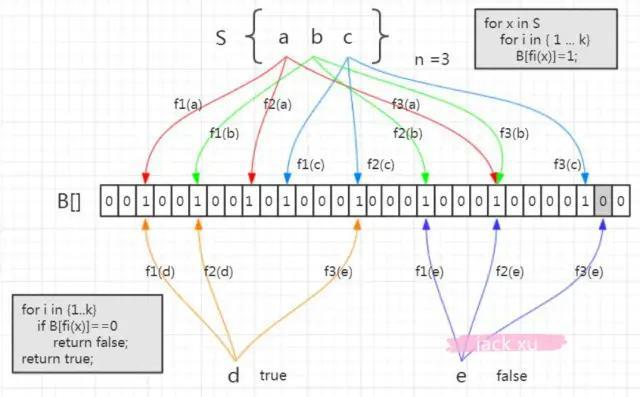 S { a b c } n =3
for x in S
for i in { 1 ... k}
B[fi(x)]=1;
f1(a) f2(a) f3(a)
f1(b) f2(b) f3(b)
f1(c) f2(c) f3(c)
B[] 0 0 1 0 0 1 0 0 1 0 1 0 0 0 1 0 0 0 1 0 0 0 1 0 0 0 0 1 0 0 0
f1(d) f2(d) f3(e) f1(e) f2(e) f3(e)
for i in {1..k}
if B[fi(x)]==0
return false;
return true;
jack xu
d true e false